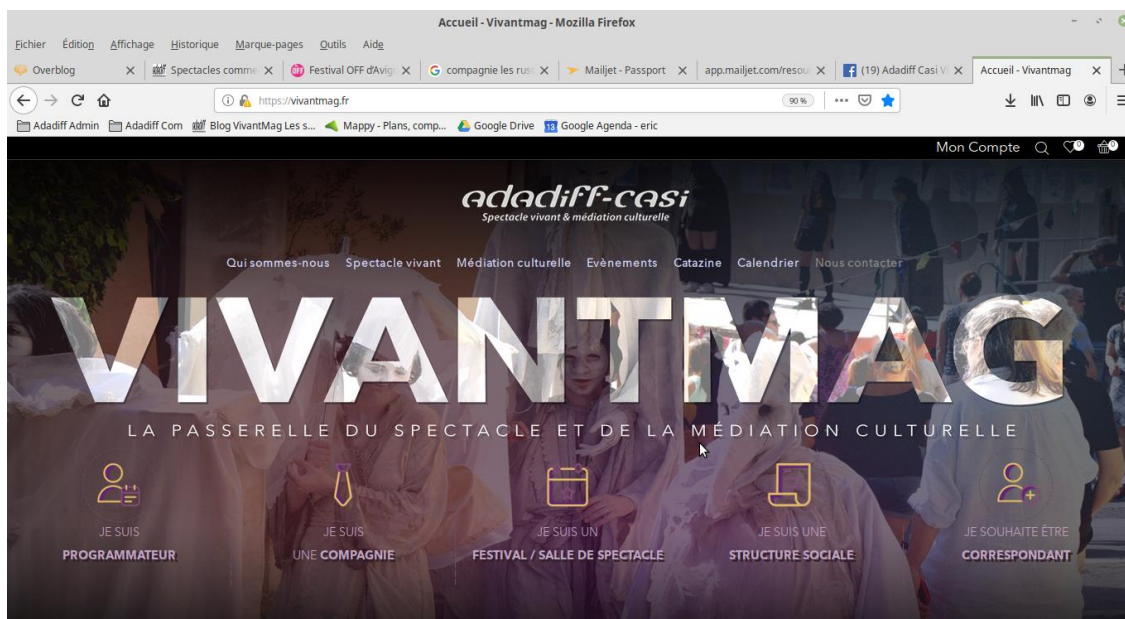 Accueil - Vivantmag - Mozilla Firefox
Fichier Édition Affichage Historique Marque-pages Outils Aide
Overblog Spectacles comme Festival OFF d'Avig compagnie les rus Mailjet - Passport app.mailjet.com/resou (19) Adadiff Casi Vi Accueil - Vivantmag
https://vivantmag.fr 90 %
Adadiff Admin Adadiff Com Blog VivantMag Les s... Mappy - Plans, comp... Google Drive 13 Google Agenda - eric
Mon Compte 0 0
adadiff-casi
Spectacle vivant & médiation culturelle
Qui sommes-nous Spectacle vivant Médiation culturelle Evènements Catazine Calendrier Nous contacter
VIVANTMAG
LA PASSERELLE DU SPECTACLE ET DE LA MÉDIATION CULTURELLE
JE SUIS JE SUIS JE SUIS UN JE SUIS UNE JE SOUHAITE ÊTRE
PROGRAMMATEUR UNE COMPAGNIE FESTIVAL / SALLE DE SPECTACLE STRUCTURE SOCIALE CORRESPONDANT